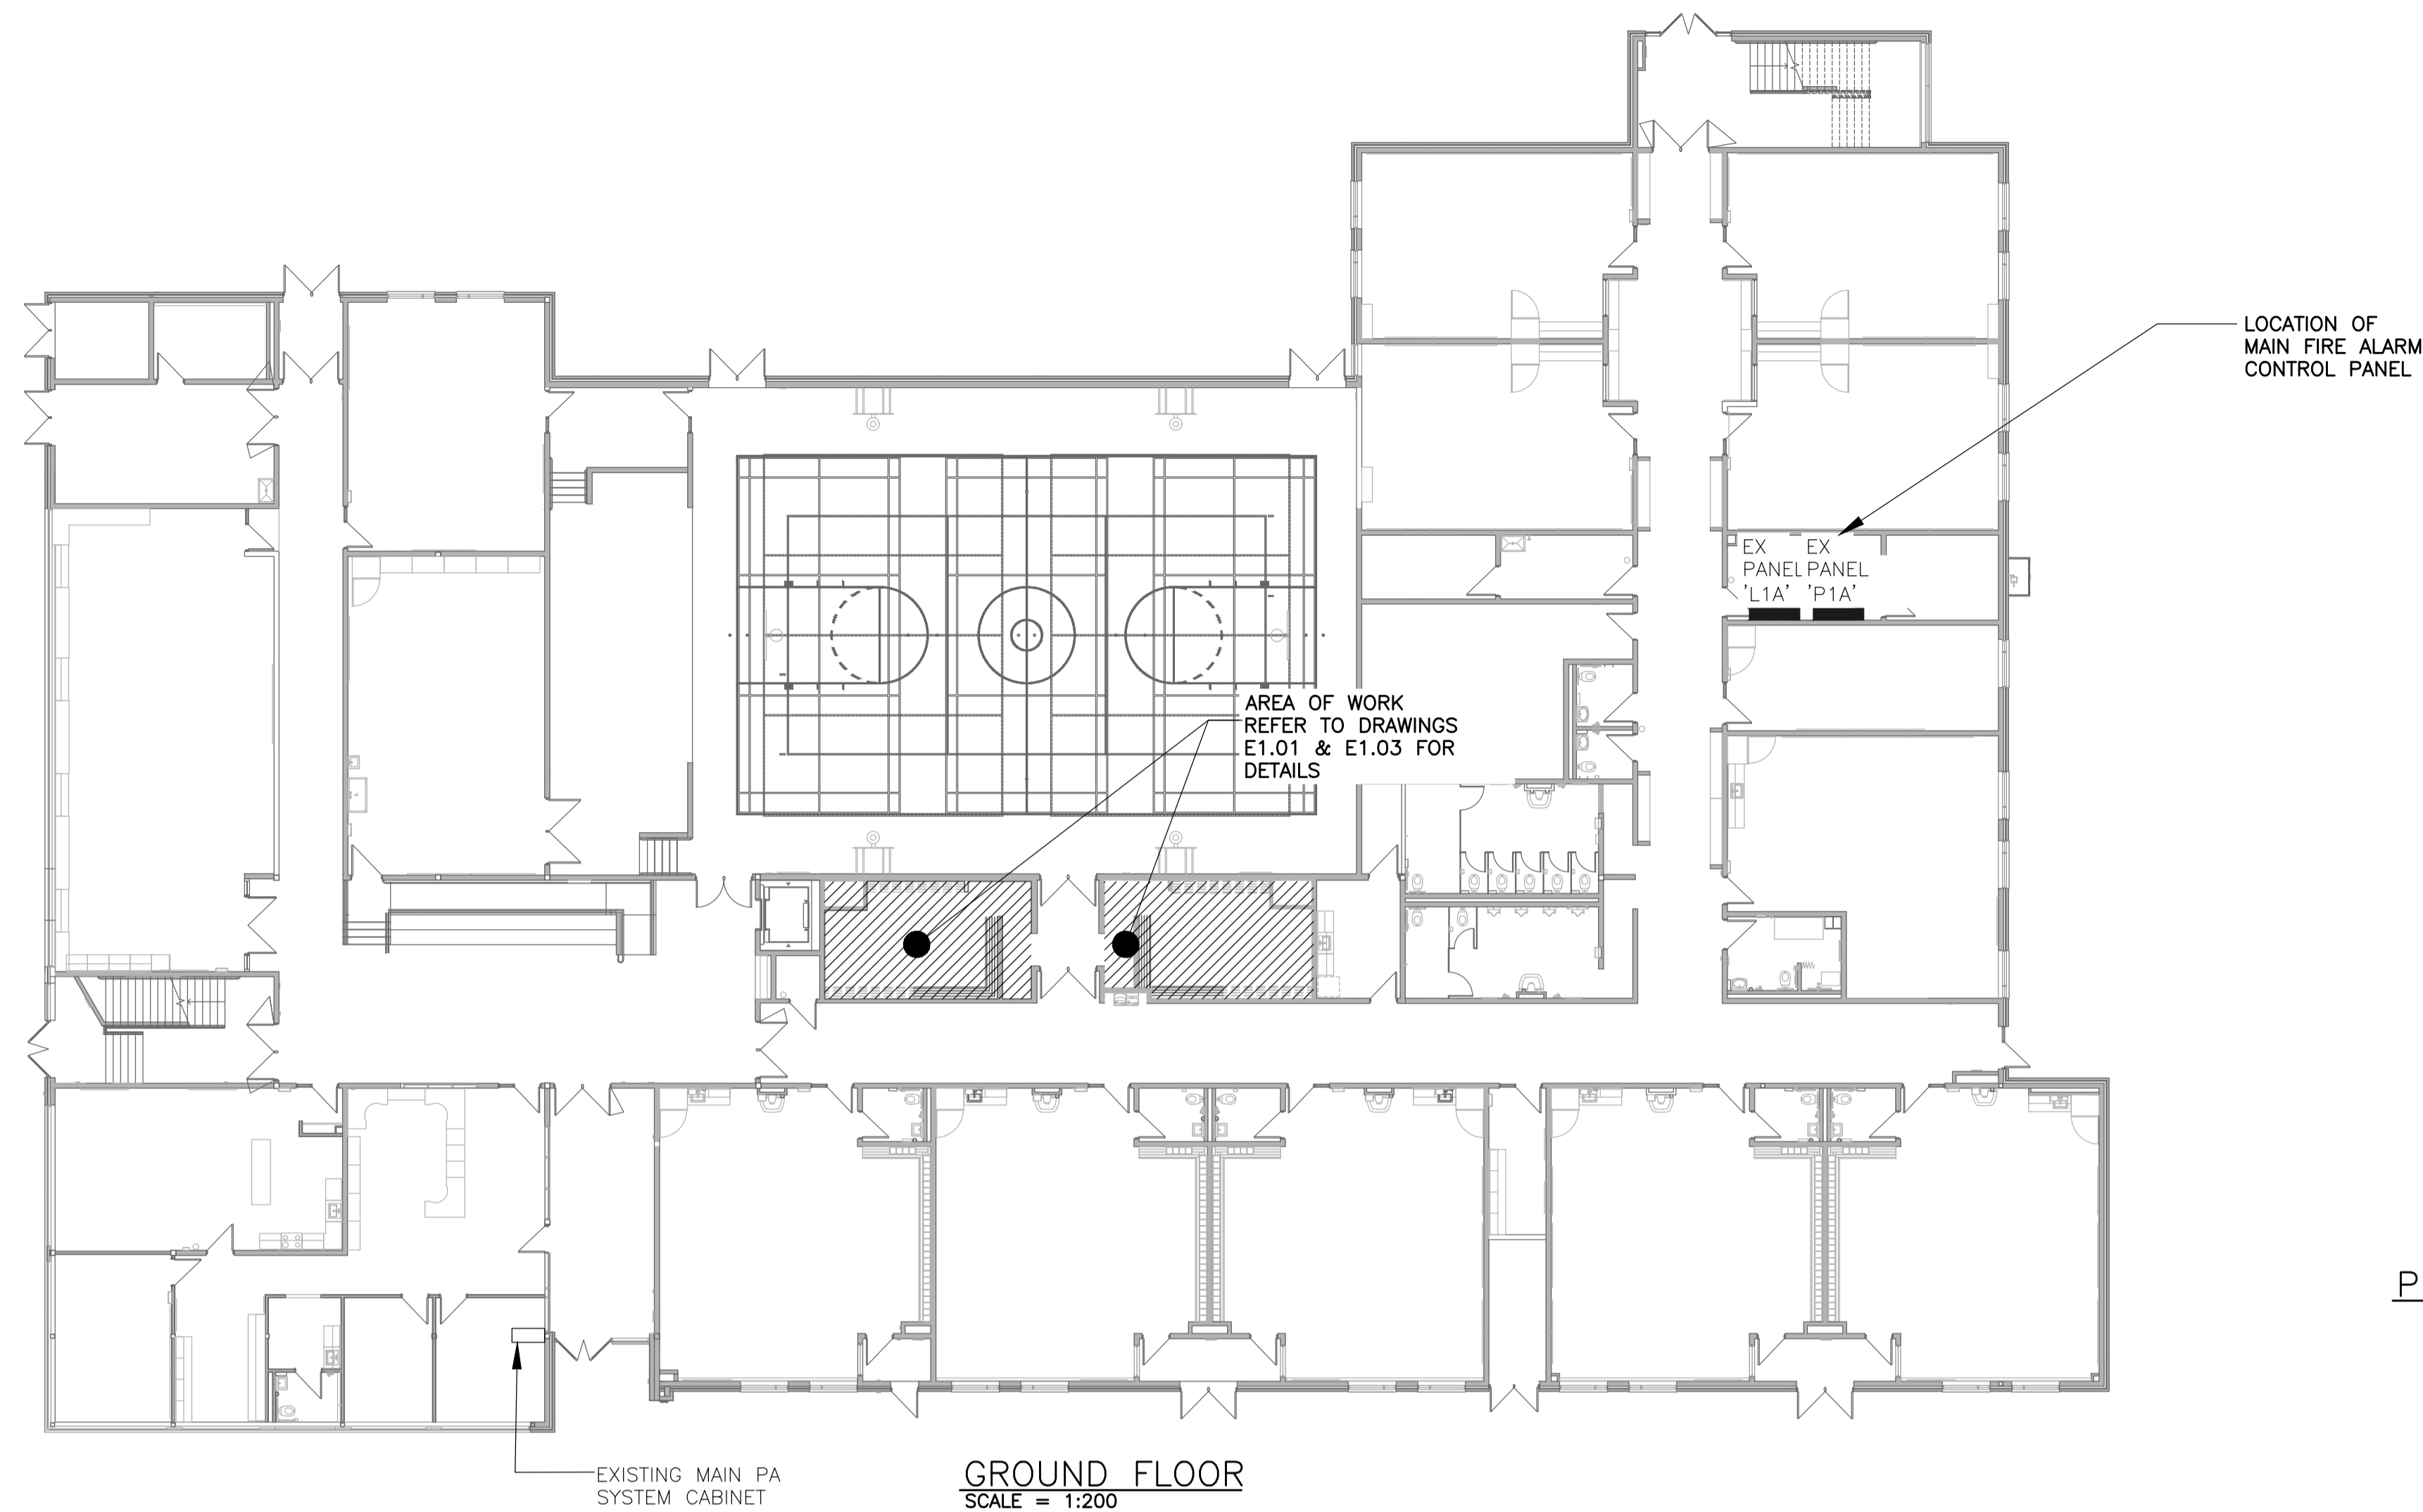 LOCATION OF
MAIN FIRE ALARM
CONTROL PANEL
EX
PANEL
'L1A'
EX
PANEL
'P1A'
AREA OF WORK
REFER TO DRAWINGS
E1.01 & E1.03 FOR
DETAILS
P
EXISTING MAIN PA
SYSTEM CABINET
GROUND FLOOR
SCALE = 1:200